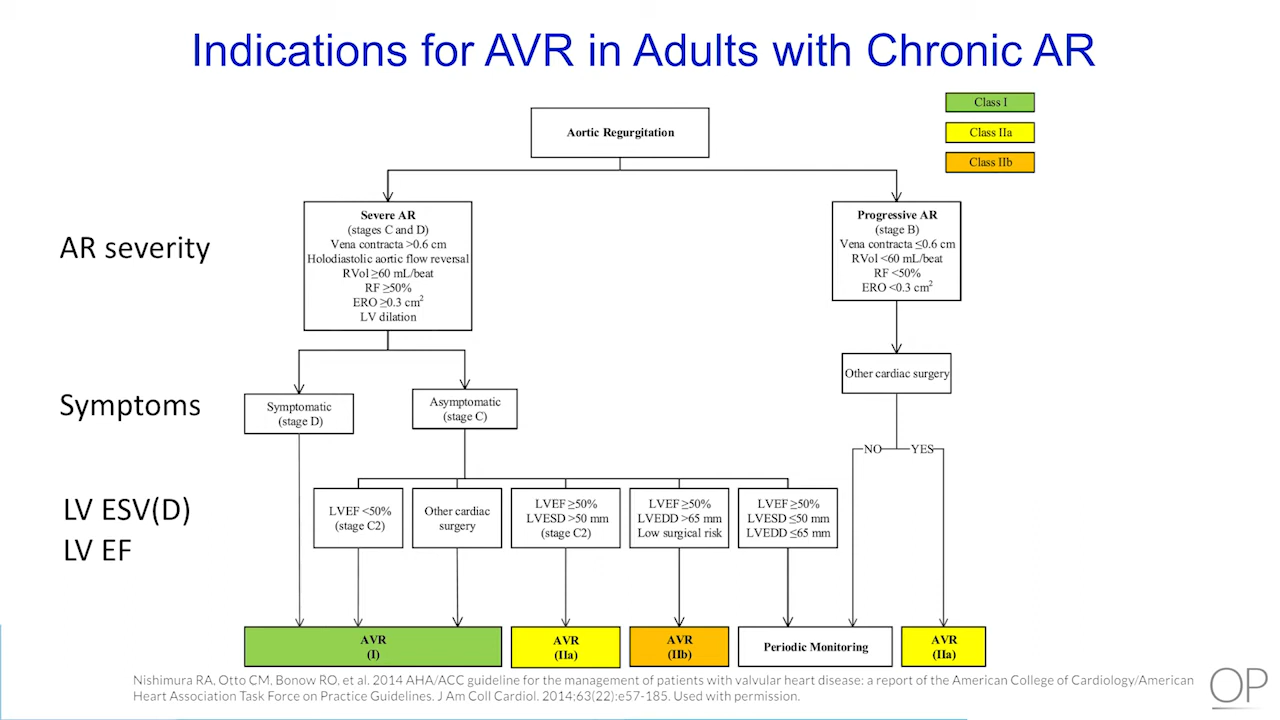 Indications for AVR in Adults with Chronic AR
Class I
Class IIa
Class IIb
Aortic Regurgitation
AR severity
Severe AR
(stages C and D)
Vena contracta >0.6 cm
Holodiastolic aortic flow reversal
RVol ≥60 mL/beat
RF ≥50%
ERO ≥0.3 cm²
LV dilation
Progressive AR
(stage B)
Vena contracta ≤0.6 cm
RVol <60 mL/beat
RF <50%
ERO <0.3 cm²
Other cardiac surgery
Symptoms
Symptomatic
(stage D)
Asymptomatic
(stage C)
NO
YES
LV ESV(D)
LV EF
LVEF <50%
(stage C2)
Other cardiac
surgery
LVEF ≥50%
LVESD >50 mm
(stage C2)
LVEF ≥50%
LVEDD >65 mm
Low surgical risk
LVEF ≥50%
LVESD ≤50 mm
LVEDD ≤65 mm
AVR
(I)
AVR
(IIa)
AVR
(IIb)
Periodic Monitoring
AVR
(IIa)
Nishimura RA, Otto CM, Bonow RO, et al. 2014 AHA/ACC guideline for the management of patients with valvular heart disease: a report of the American College of Cardiology/American
Heart Association Task Force on Practice Guidelines. J Am Coll Cardiol. 2014;63(22):e57-185. Used with permission.
OP